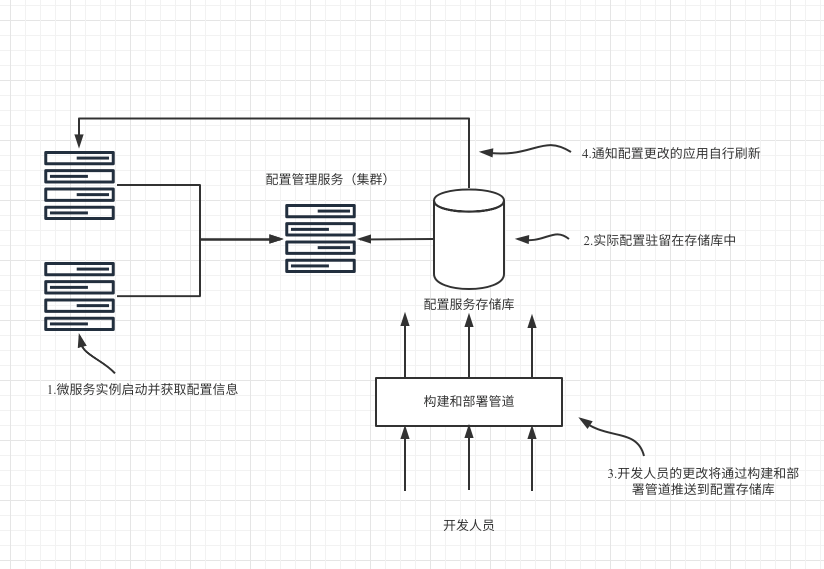 4.通知配置更改的应用自行刷新
配置管理服务（集群）
2.实际配置驻留在存储库中
配置服务存储库
1.微服务实例启动并获取配置信息
构建和部署管道
3.开发人员的更改将通过构建和部
署管道推送到配置存储库
开发人员